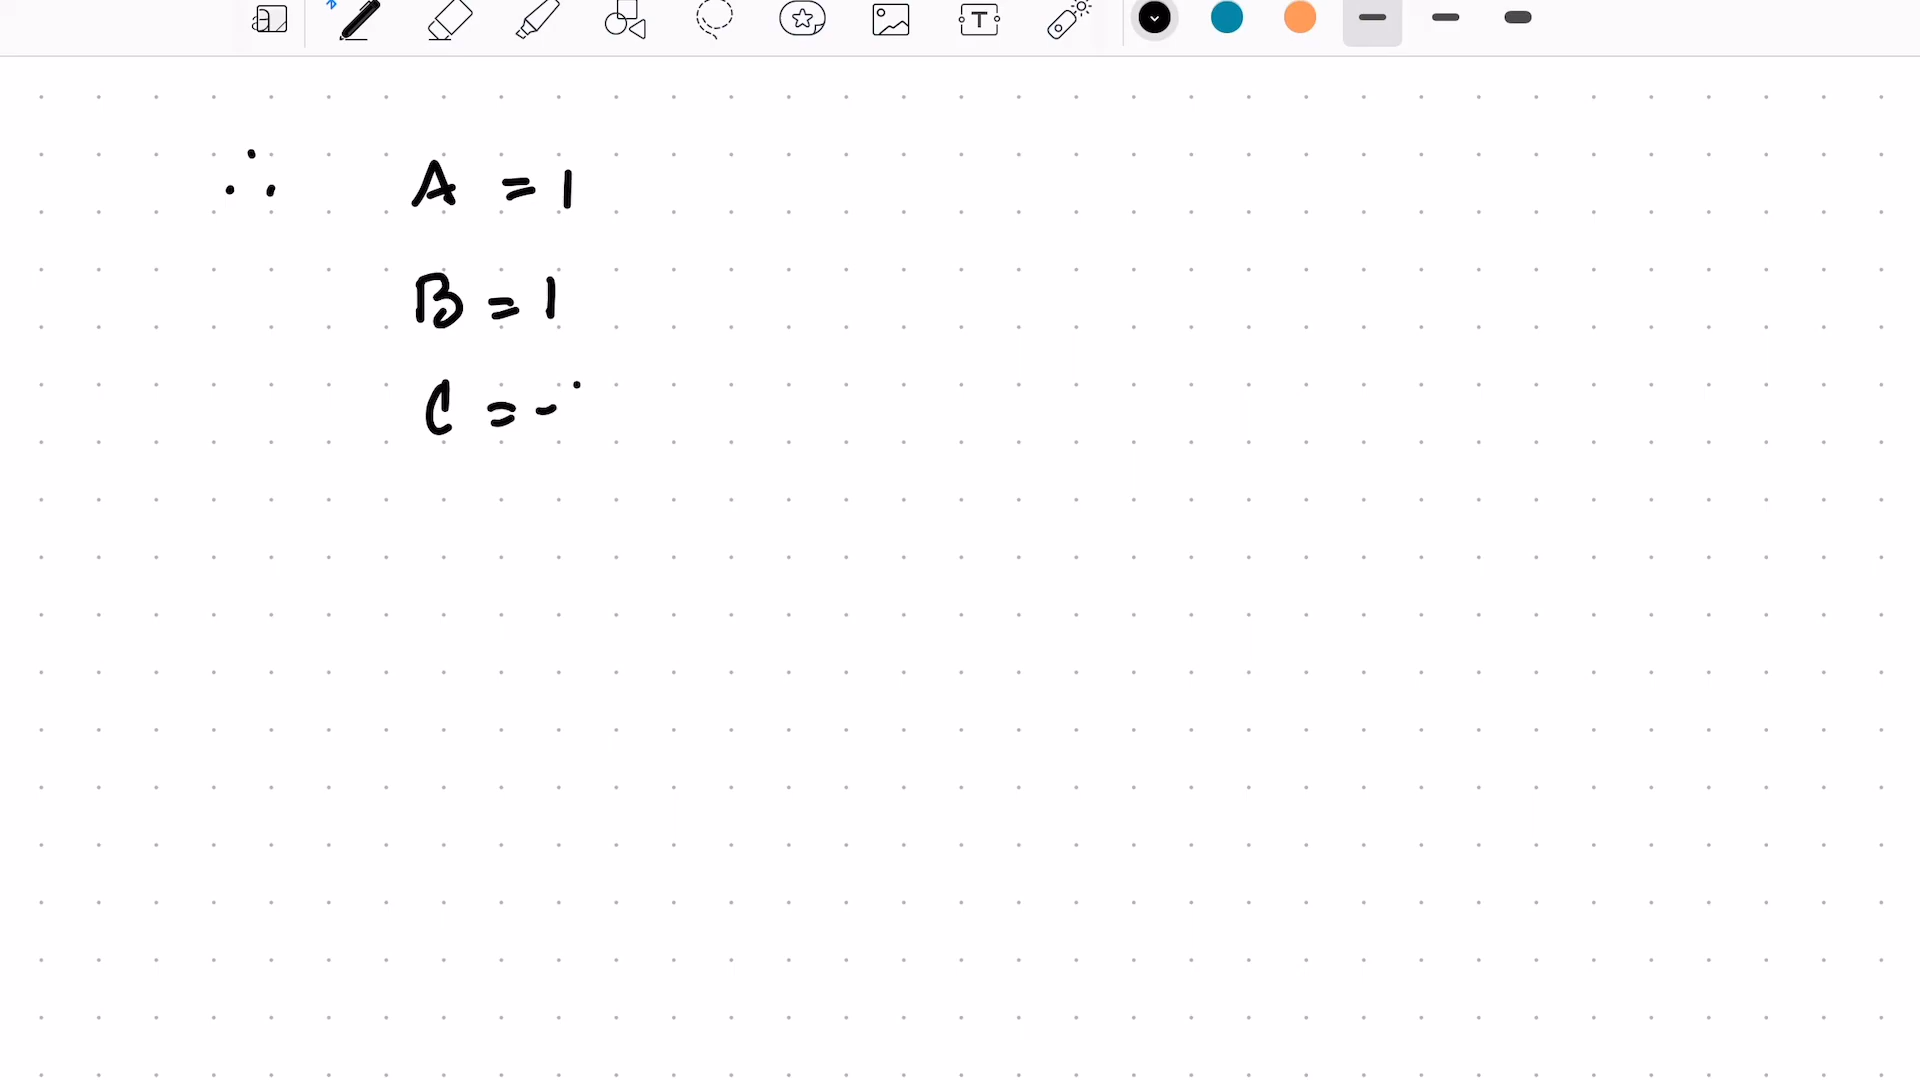 ∴ A = 1
B = 1
C = -